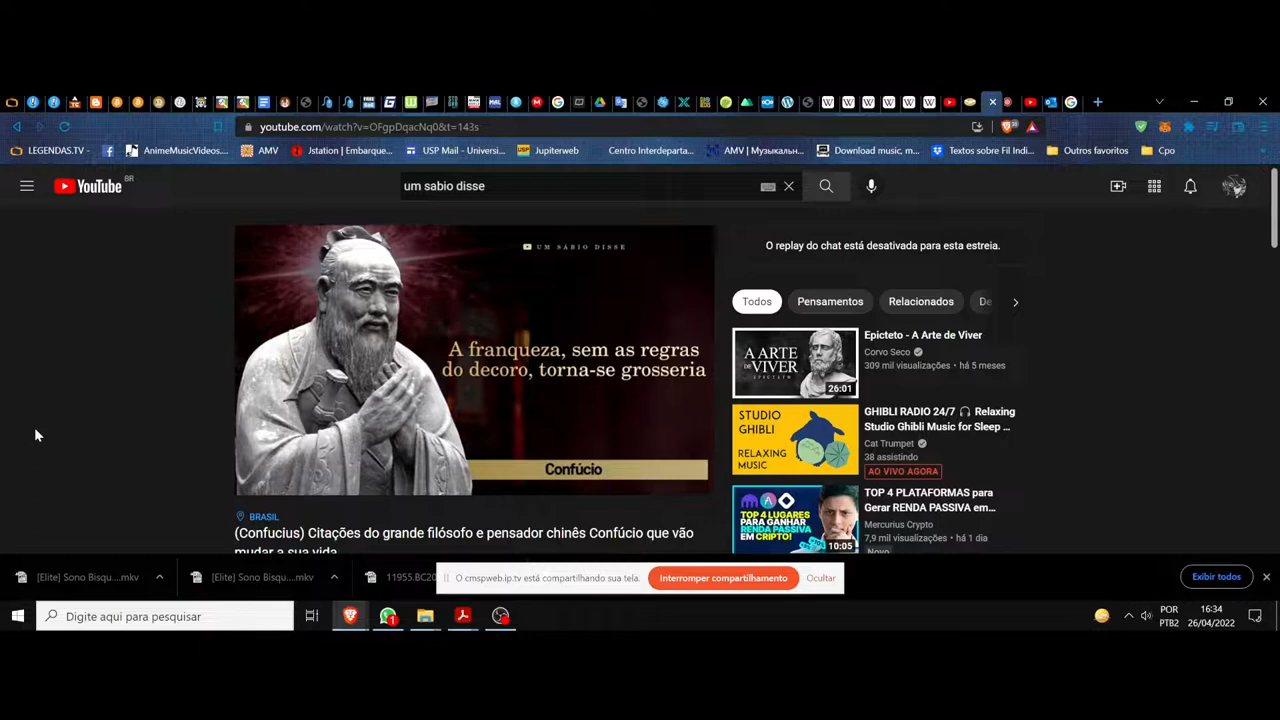 youtube.com/watch?v=OFgpDqacNq0&t=143s
LEGENDAS.TV -
AnimeMusicVideos...
AMV
Jstation | Embarque...
USP Mail - Universi...
Jupiterweb
Centro Interdeparta...
AMV | Музыкальн...
Download music, m...
Textos sobre Fil Indi...
Outros favoritos
Cpo
YouTube BR
um sabio disse
UM SÁBIO DISSE
A franqueza, sem as regras
do decoro, torna-se grosseria
Confúcio
BRASIL
(Confucius) Citações do grande filósofo e pensador chinês Confúcio que vão
mudar a sua vida
O replay do chat está desativada para esta estreia.
Todos
Pensamentos
Relacionados
De
A ARTE
DE VIVER
EPICTETO
26:01
Epicteto - A Arte de Viver
Corvo Seco
309 mil visualizações • há 5 meses
STUDIO
GHIBLI
RELAXING
MUSIC
GHIBLI RADIO 24/7 🎧 Relaxing
Studio Ghibli Music for Sleep ...
Cat Trumpet
38 assistindo
AO VIVO AGORA
TOP 4 LUGARES
PARA GANHAR
RENDA PASSIVA
EM CRIPTO!
10:05
TOP 4 PLATAFORMAS para
Gerar RENDA PASSIVA em...
Mercurius Crypto
7,9 mil visualizações • há 1 dia
Novo
[Elite] Sono Bisqu....mkv
[Elite] Sono Bisqu....mkv
11955.BC20
O cmspweb.ip.tv está compartilhando sua tela.
Interromper compartilhamento
Ocultar
Exibir todos
Digite aqui para pesquisar
POR
PTB2
16:34
26/04/2022